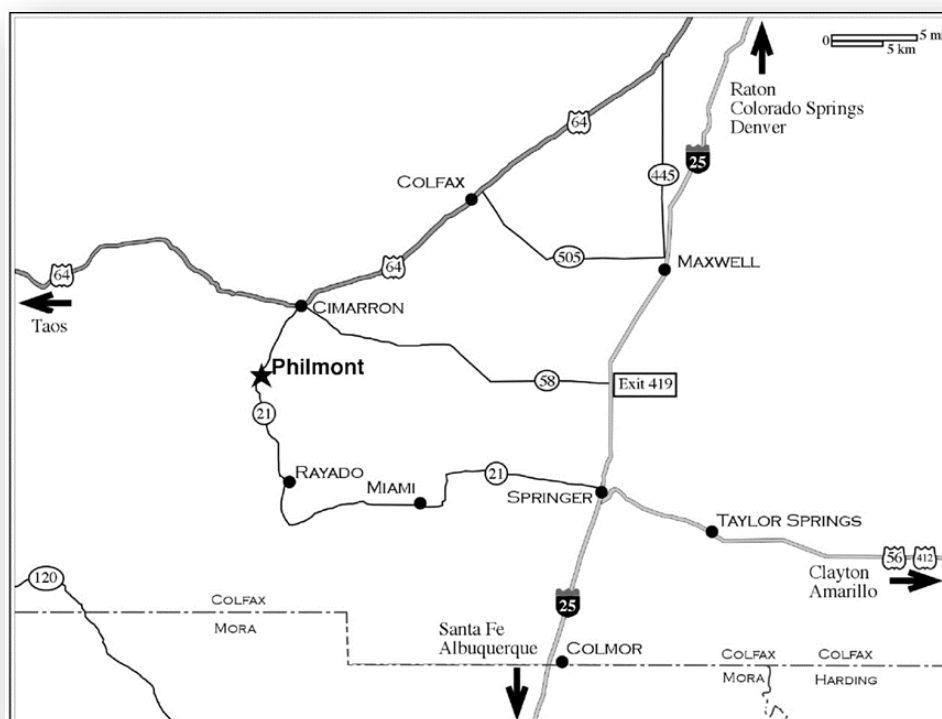 0
5 mi
5 km
Raton
Colorado Springs
Denver
64
25
445
COLFAX
505
MAXWELL
64
64
Taos
CIMARRON
Philmont
58
Exit 419
21
RAYADO
MIAMI
21
SPRINGER
TAYLOR SPRINGS
56
412
Clayton
Amarillo
120
COLFAX
MORA
25
Santa Fe
Albuquerque
COLMOR
COLFAX
MORA
COLFAX
HARDING